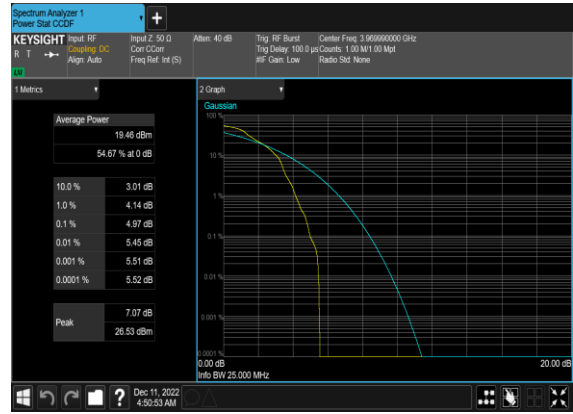 Spectrum Analyzer 1
Power Stat CCDF
KEYSIGHT
R T
LXI
Input: RF
Coupling: DC
Align: Auto
Input Z: 50 Ω
Corr CCorr
Freq Ref: Int (S)
Atten: 40 dB
Trig: RF Burst
Trig Delay: 100.0 µs
#IF Gain: Low
Center Freq: 3.969990000 GHz
Counts: 1.00 M/1.00 Mpt
Radio Std: None
1 Metrics
Average Power
19.46 dBm
54.67 % at 0 dB
10.0 % 3.01 dB
1.0 % 4.14 dB
0.1 % 4.97 dB
0.01 % 5.45 dB
0.001 % 5.51 dB
0.0001 % 5.52 dB
Peak
7.07 dB
26.53 dBm
2 Graph
Gaussian
100 %
10 %
1 %
0.1 %
0.01 %
0.001 %
0.0001 %
0.00 dB
20.00 dB
Info BW 25.000 MHz
?
Dec 11, 2022
4:50:53 AM